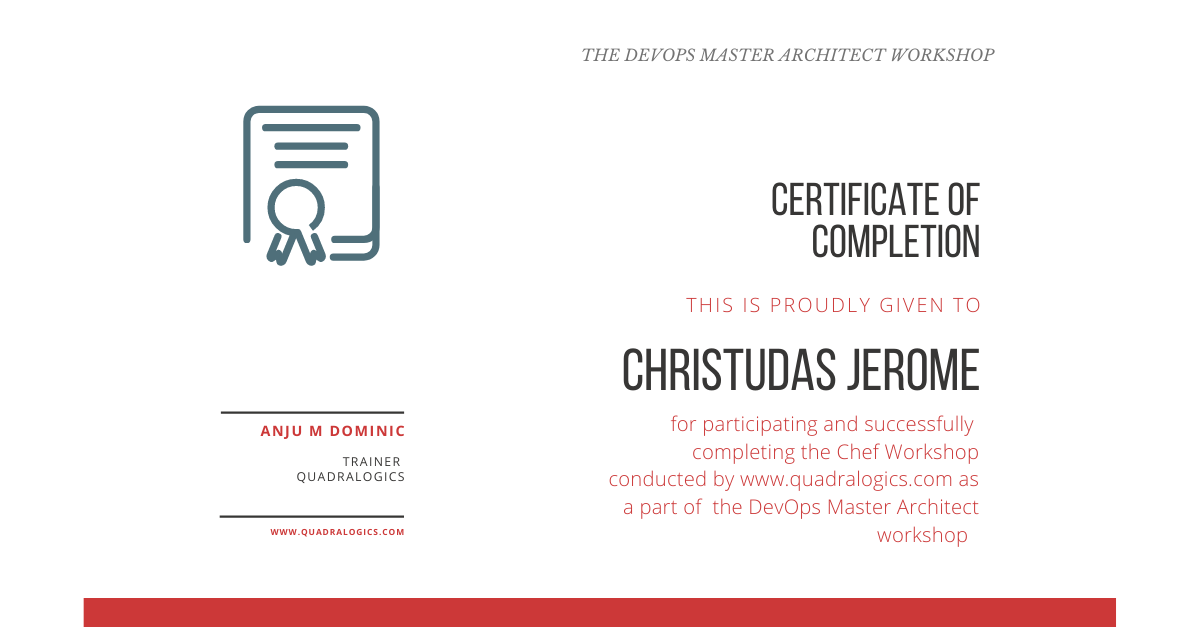 THE DEVOPS MASTER ARCHITECT WORKSHOP
CERTIFICATE OF
COMPLETION
THIS IS PROUDLY GIVEN TO
CHRISTUDAS JEROME
for participating and successfully
completing the Chef Workshop
conducted by www.quadralogics.com as
a part of the DevOps Master Architect
workshop
ANJU M DOMINIC
TRAINER
QUADRALOGICS
WWW.QUADRALOGICS.COM